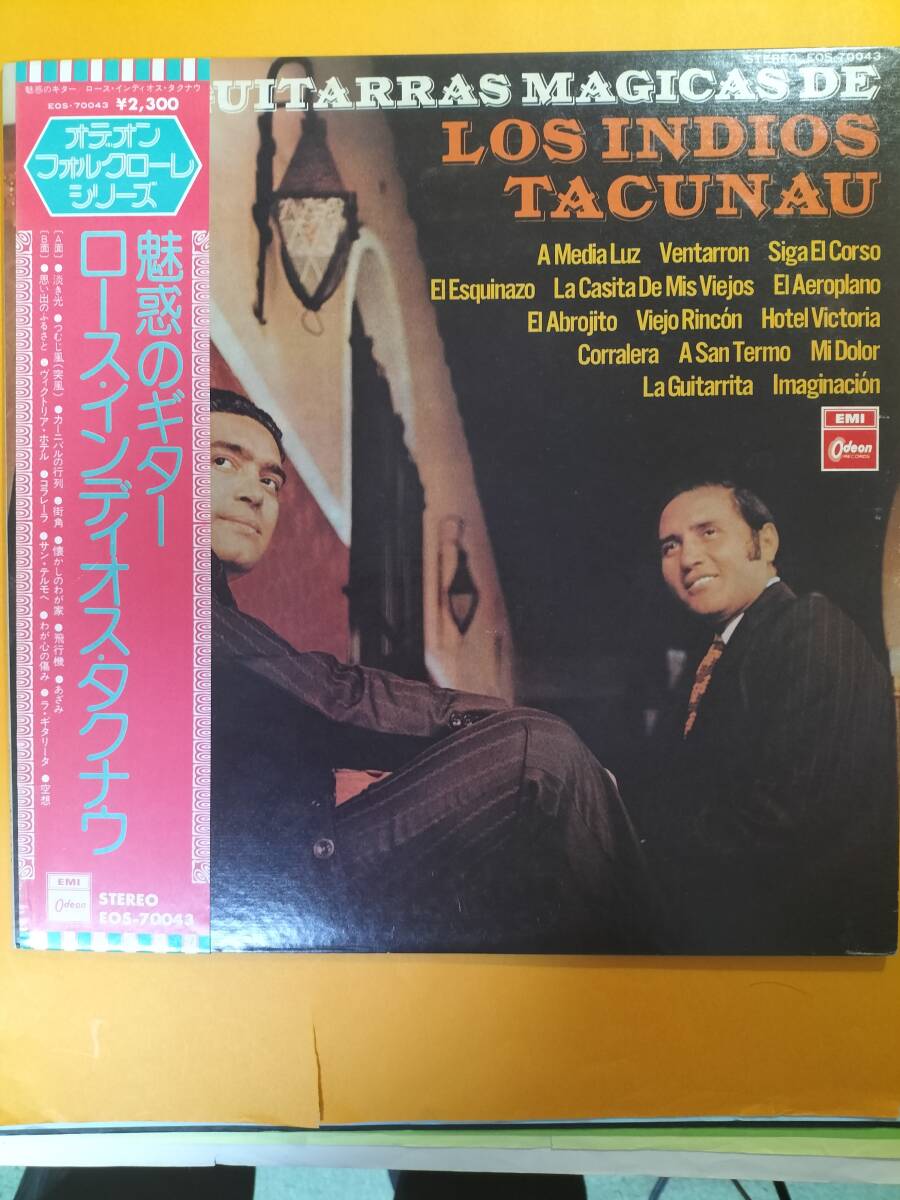 魅惑のギター/ロース・インディオス・タクナウ
EOS-70043 ¥2,300
オデオン
フォルクローレ
シリーズ
魅惑のギター
ロース・インディオス・タクナウ
［A面］●淡き光 ●つむじ風(突風) ●カーニバルの行列 ●街角 ●懐かしのわが家 ●飛行機 ●あざみ
［B面］●思い出のふるさと ●ヴィクトリア・ホテル ●コラレーラ ●サン・テルモへ ●わが心の傷み ●ラ・ギタリータ ●空想
EMI
Odeon
STEREO
EOS-70043
STEREO EOS-70043
GUITARRAS MAGICAS DE
LOS INDIOS
TACUNAU
A Media Luz Ventarron Siga El Corso
El Esquinazo La Casita De Mis Viejos El Aeroplano
El Abrojito Viejo Rincón Hotel Victoria
Corralera A San Termo Mi Dolor
La Guitarrita Imaginación
EMI
Odeon
RECORDS